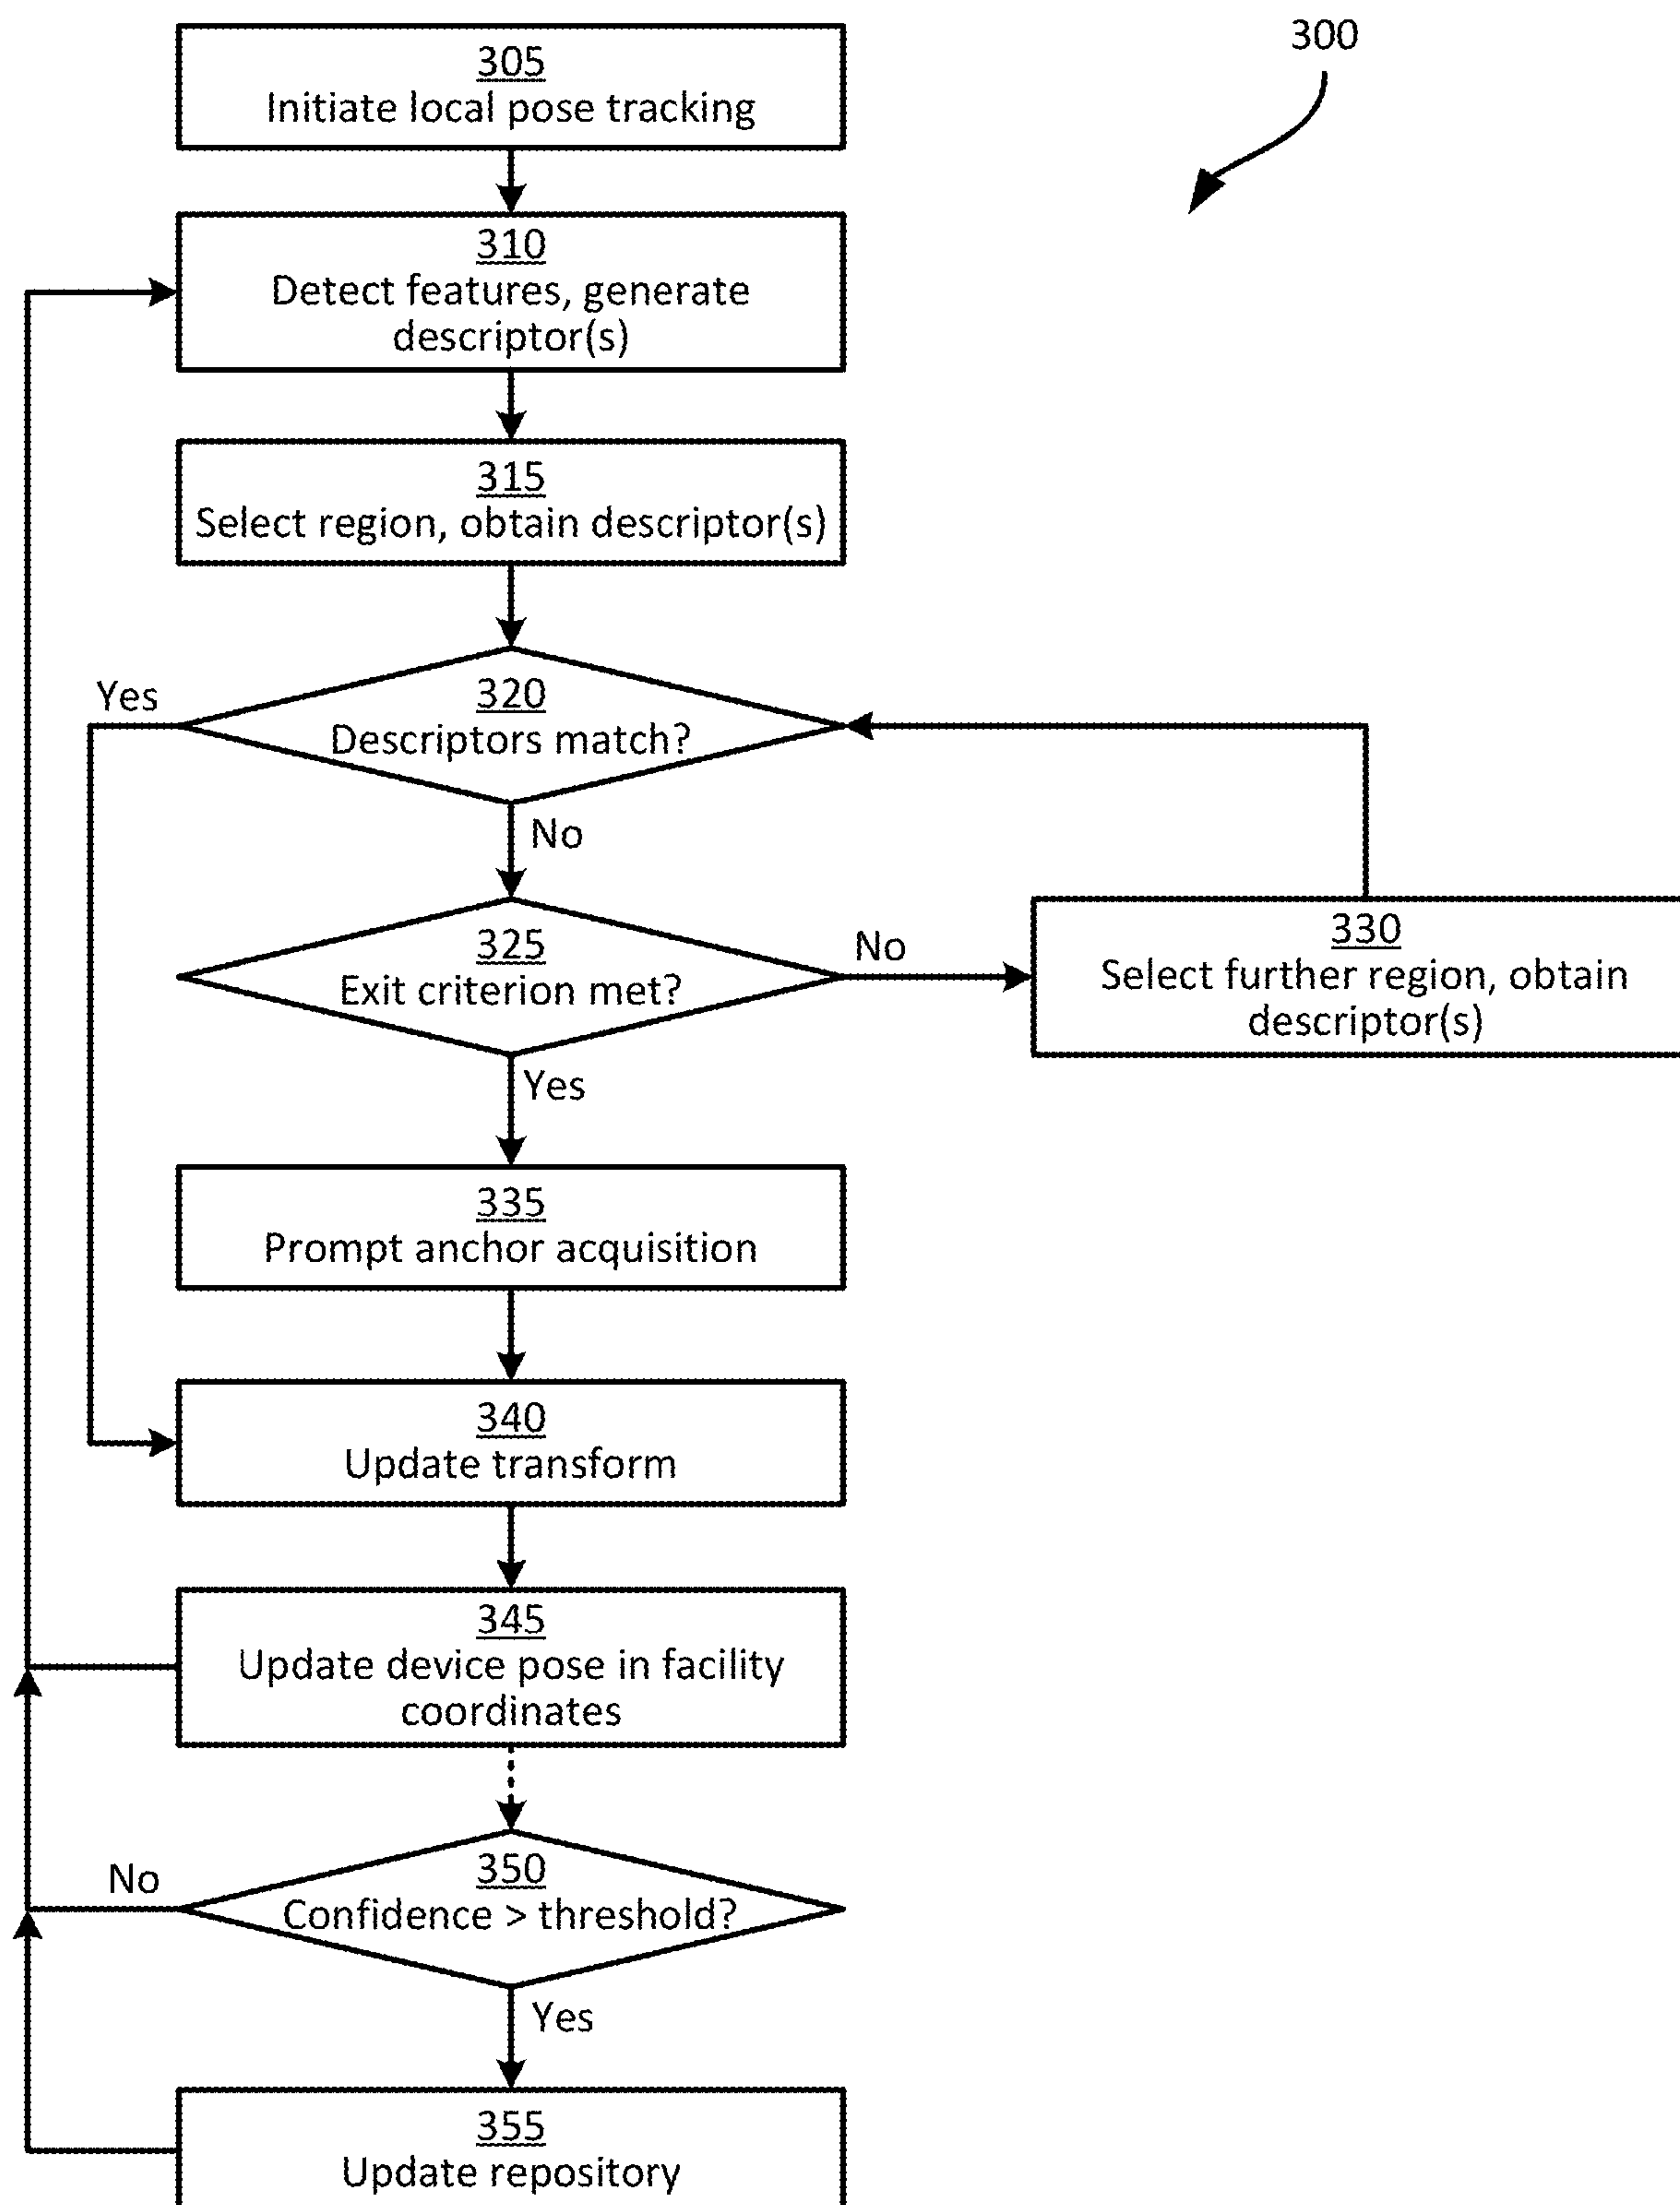 300
305
Initiate local pose tracking
310
Detect features, generate
descriptor(s)
315
Select region, obtain descriptor(s)
Yes
320
Descriptors match?
No
325
Exit criterion met?
No
330
Select further region, obtain
descriptor(s)
Yes
335
Prompt anchor acquisition
340
Update transform
345
Update device pose in facility
coordinates
No
350
Confidence > threshold?
Yes
355
Update repository